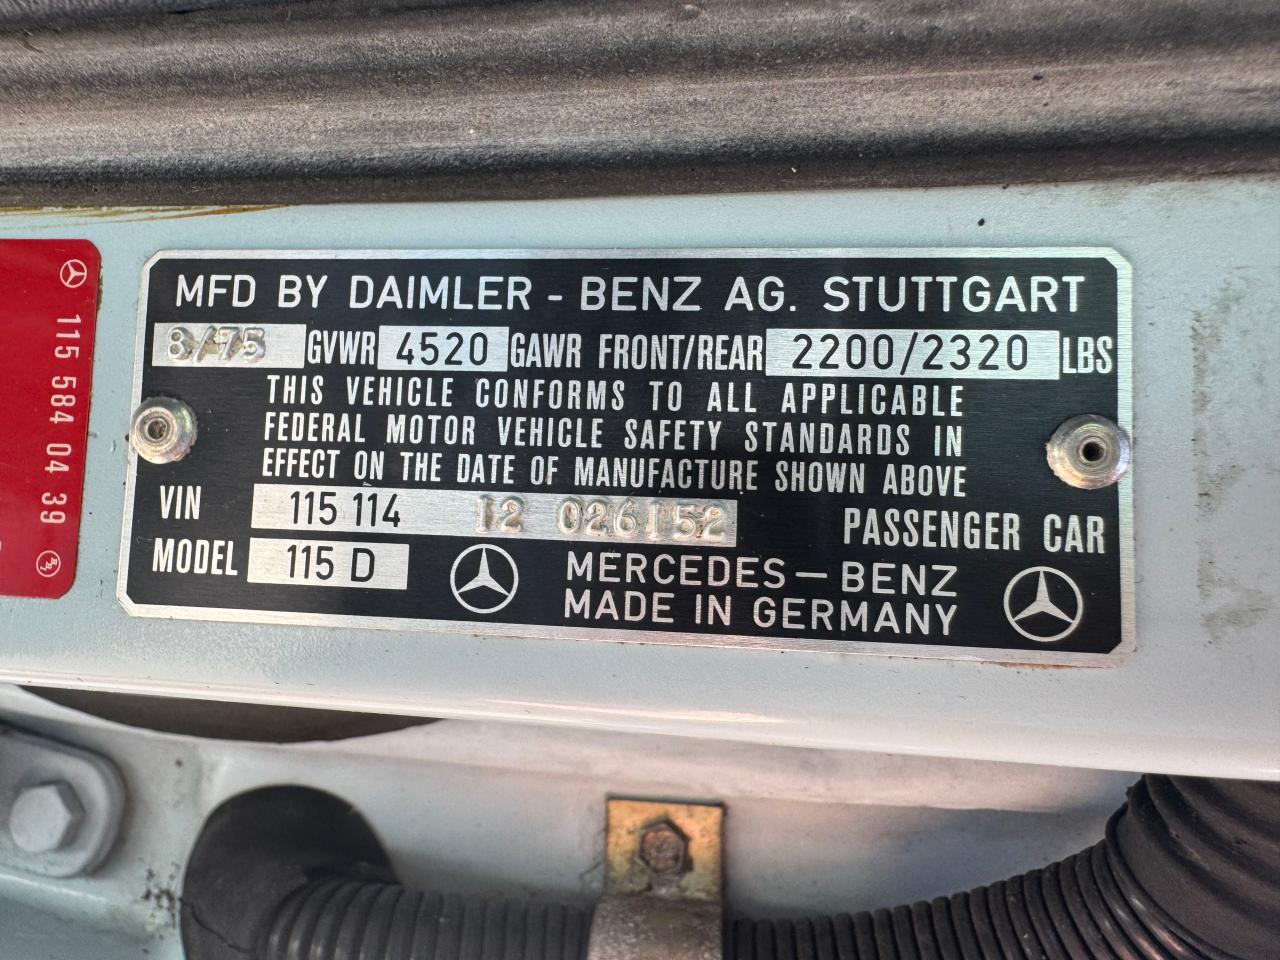 MFD BY DAIMLER - BENZ AG. STUTTGART
8/75 GVWR 4520 GAWR FRONT/REAR 2200/2320 LBS
THIS VEHICLE CONFORMS TO ALL APPLICABLE
FEDERAL MOTOR VEHICLE SAFETY STANDARDS IN
EFFECT ON THE DATE OF MANUFACTURE SHOWN ABOVE
VIN 115 114 12 026152 PASSENGER CAR
MODEL 115 D MERCEDES-BENZ
MADE IN GERMANY
115 584 04 39